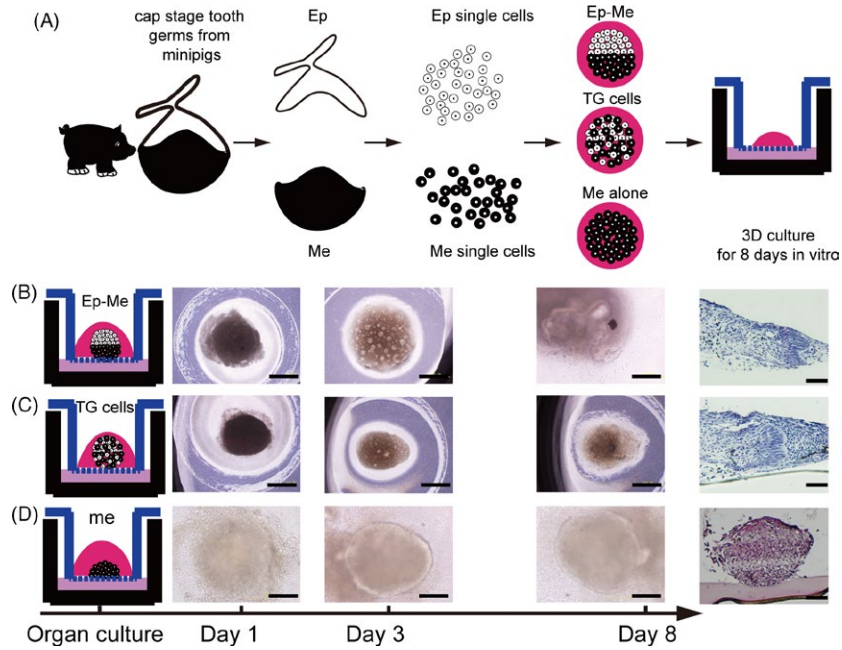 (A)
cap stage tooth
germs from
minipigs
Ep
Ep single cells
Ep-Me
TG cells
Me alone
Me
Me single cells
3D culture
for 8 days in vitra
(B)
Ep-Me
(C)
TG cells
(D)
me
Organ culture
Day 1
Day 3
Day 8